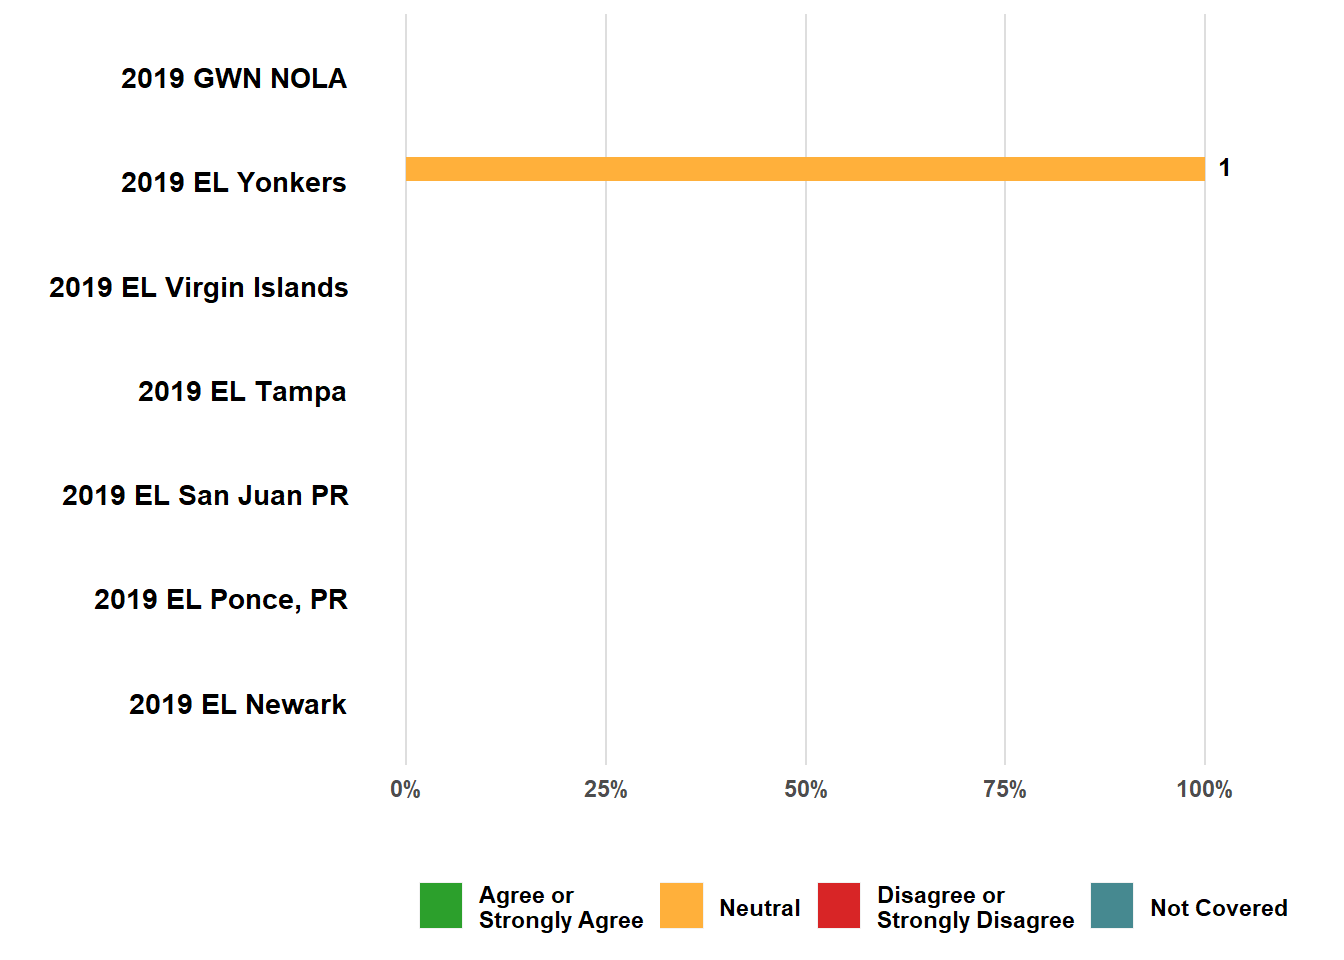 2019 GWN NOLA
2019 EL Yonkers
1
2019 EL Virgin Islands
2019 EL Tampa
2019 EL San Juan PR
2019 EL Ponce, PR
2019 EL Newark
0%
25%
50%
75%
100%
Agree or
Strongly Agree
Neutral
Disagree or
Strongly Disagree
Not Covered